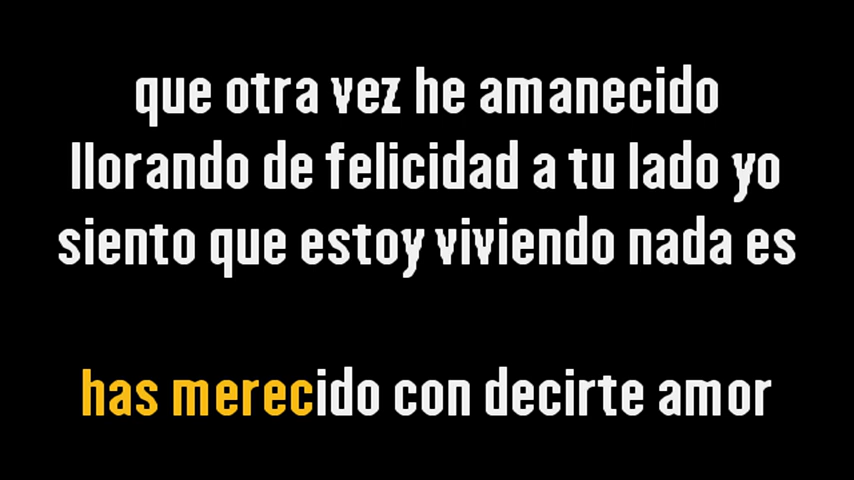 que otra vez he amanecido
llorando de felicidad a tu lado yo
siento que estoy viviendo nada es
has merecido con decirte amor